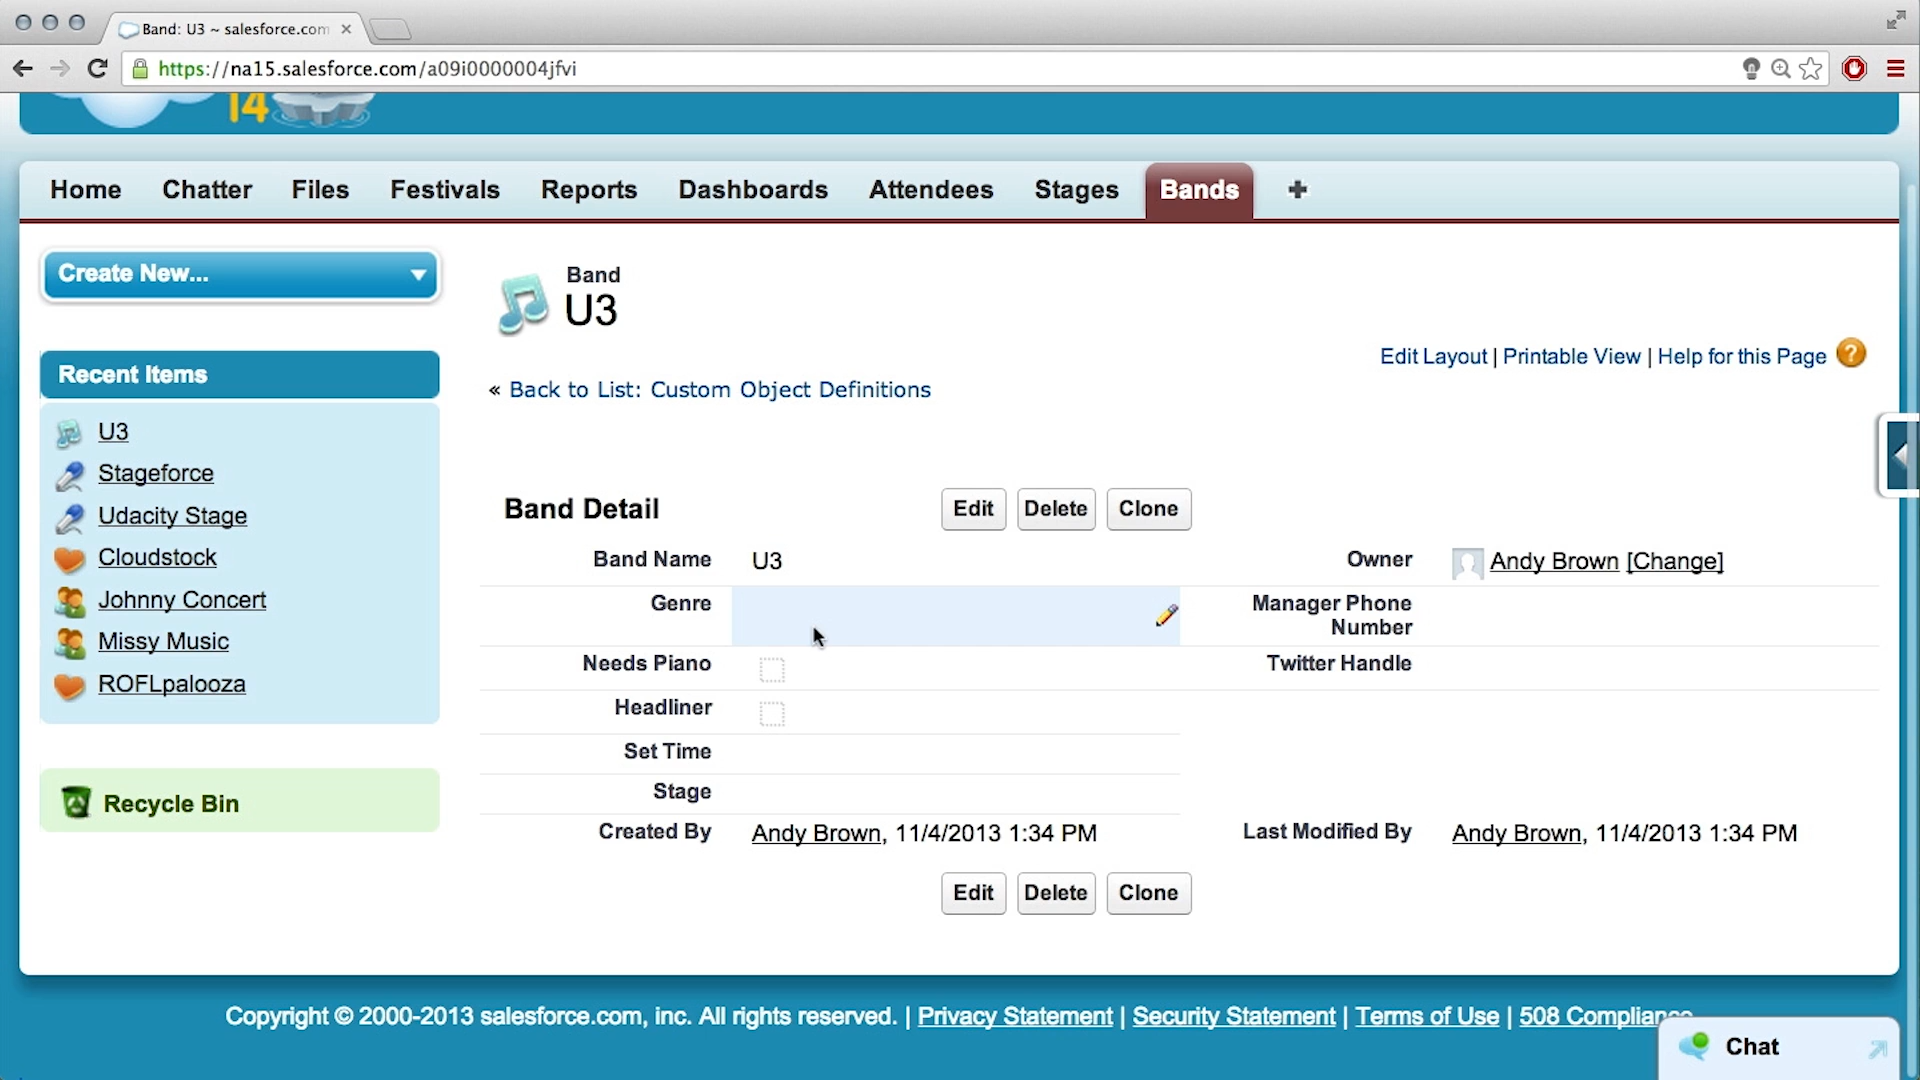 Band: U3 ~ salesforce.com
https://na15.salesforce.com/a09i0000004jfvi
14
Home Chatter Files Festivals Reports Dashboards Attendees Stages Bands
Create New...
Band
U3
Edit Layout | Printable View | Help for this Page ?
« Back to List: Custom Object Definitions
Recent Items
U3
Stageforce
Udacity Stage
Cloudstock
Johnny Concert
Missy Music
ROFLpalooza
Recycle Bin
Band Detail Edit Delete Clone
Band Name U3 Owner Andy Brown [Change]
Genre Manager Phone
Number
Needs Piano Twitter Handle
Headliner
Set Time
Stage
Created By Andy Brown, 11/4/2013 1:34 PM Last Modified By Andy Brown, 11/4/2013 1:34 PM
Edit Delete Clone
Copyright © 2000-2013 salesforce.com, inc. All rights reserved. | Privacy Statement | Security Statement | Terms of Use | 508 Compliance
Chat